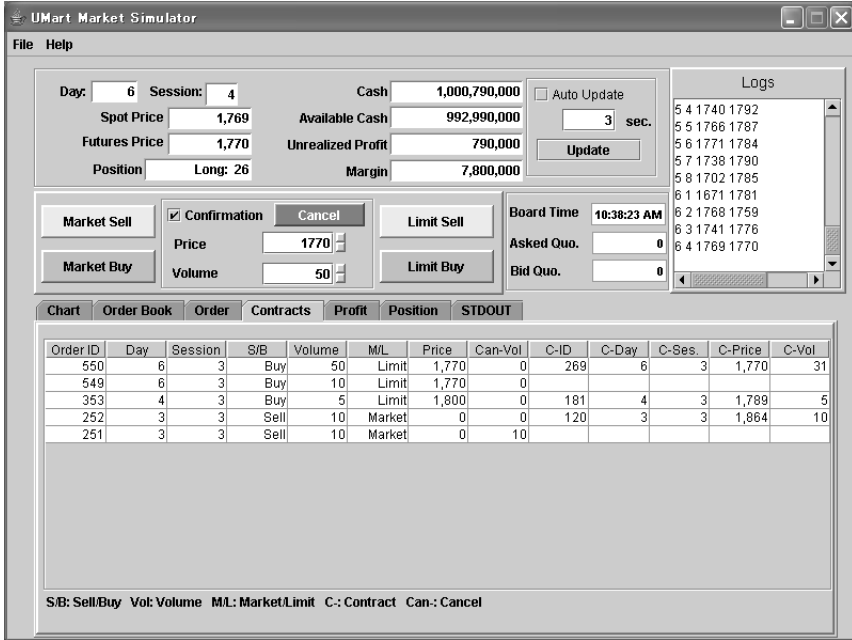 UMart Market Simulator
File Help
Day: 6 Session: 4 Cash 1,000,790,000 Auto Update
Spot Price 1,769 Available Cash 992,990,000 3 sec.
Futures Price 1,770 Unrealized Profit 790,000 Update
Position Long: 26 Margin 7,800,000
Logs
5 4 1740 1792
5 5 1766 1787
5 6 1771 1784
5 7 1738 1790
5 8 1702 1785
6 1 1671 1781
6 2 1768 1759
6 3 1741 1776
6 4 1769 1770
Market Sell Confirmation Cancel Limit Sell
Price 1770
Market Buy Volume 50 Limit Buy
Board Time 10:38:23 AM
Asked Quo. 0
Bid Quo. 0
Chart Order Book Order Contracts Profit Position STDOUT
Order ID Day Session S/B Volume M/L Price Can-Vol C-ID C-Day C-Ses. C-Price C-Vol
550 6 3 Buy 50 Limit 1,770 0 269 6 3 1,770 31
549 6 3 Buy 10 Limit 1,770 0
353 4 3 Buy 5 Limit 1,800 0 181 4 3 1,789 5
252 3 3 Sell 10 Market 0 0 120 3 3 1,864 10
251 3 3 Sell 10 Market 0 10
S/B: Sell/Buy Vol: Volume M/L: Market/Limit C-: Contract Can-: Cancel